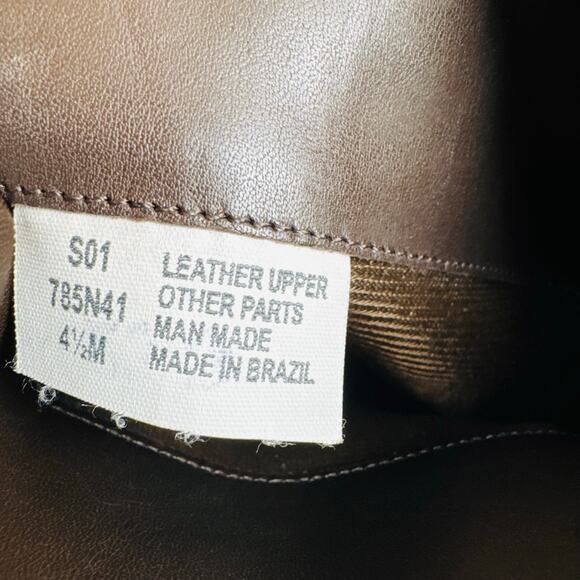 S01
785N41
4½M
LEATHER UPPER
OTHER PARTS
MAN MADE
MADE IN BRAZIL